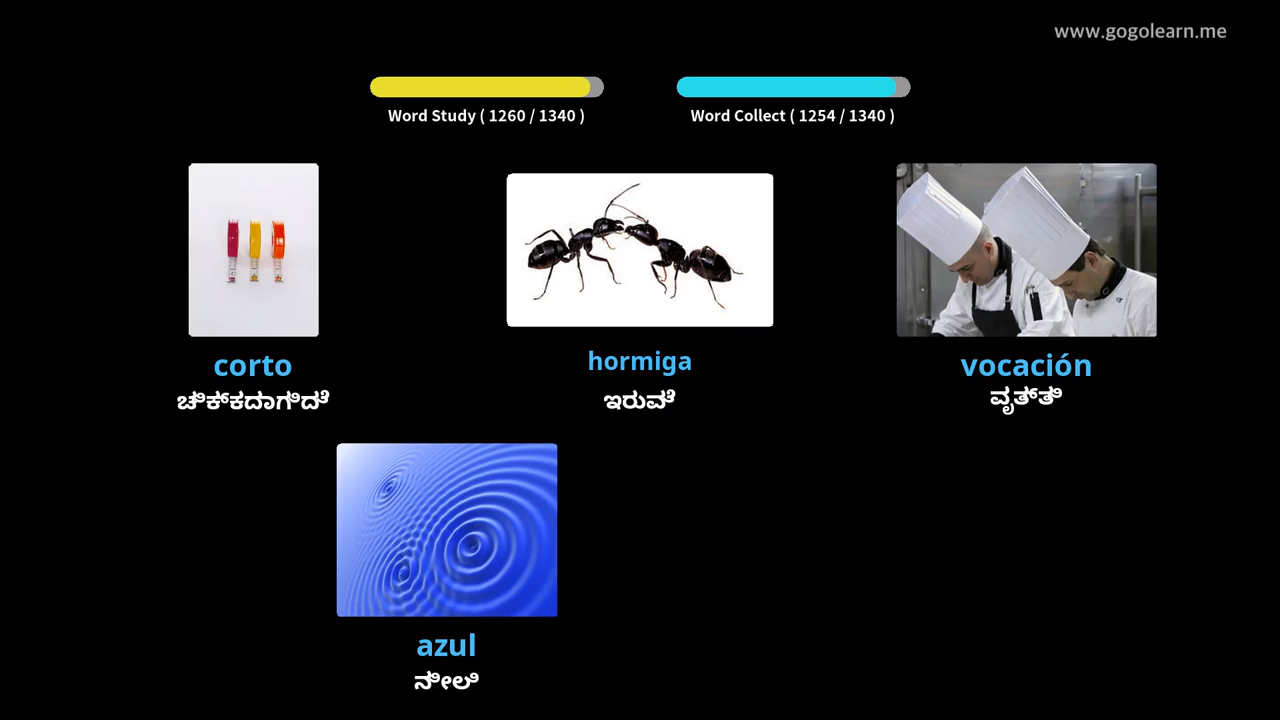 www.gogolearn.me
Word Study ( 1260 / 1340 )
Word Collect ( 1254 / 1340 )
corto
ಚಿಕ್ಕದಾಗಿದೆ
hormiga
ಇರುವೆ
vocación
ವೃತ್ತಿ
azul
ನೀಲಿ